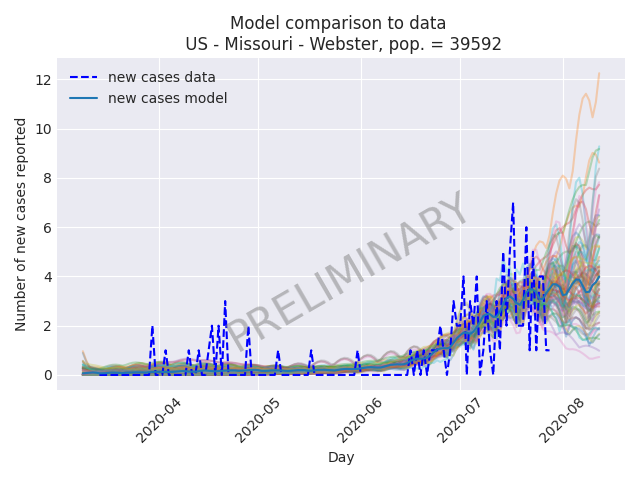 Model comparison to data
US - Missouri - Webster, pop. = 39592
new cases data
new cases model
PRELIMINARY
Number of new cases reported
12
10
8
6
4
2
0
2020-04
2020-05
2020-06
2020-07
2020-08
Day